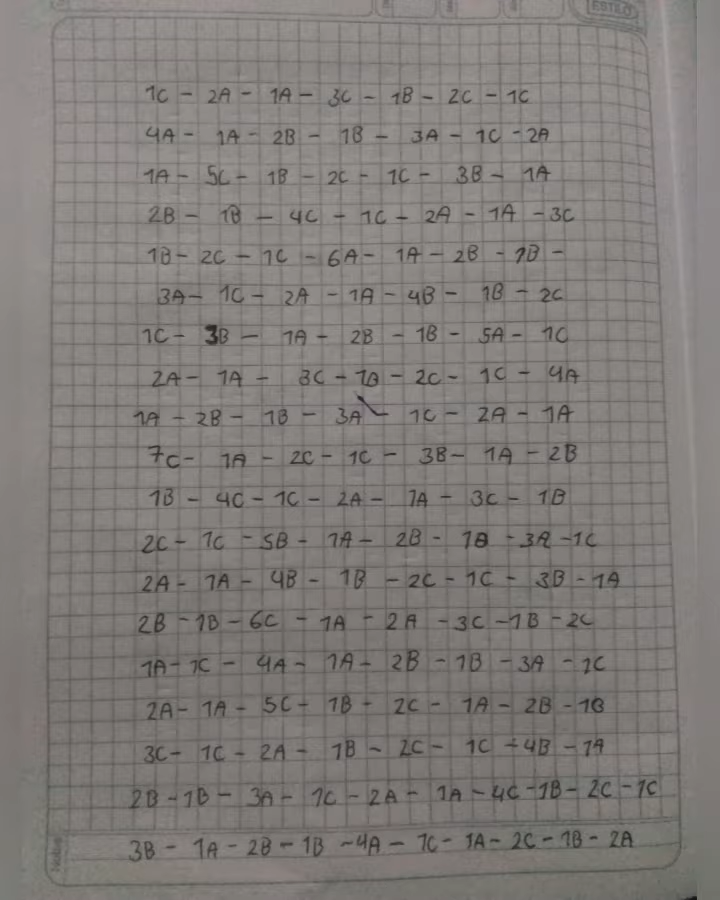 ESTILO
1C - 2A - 1A - 3C - 1B - 2C - 1C
4A - 1A - 2B - 1B - 3A - 1C - 2A
1A - 5C - 1B - 2C - 1C - 3B - 1A
2B - 1B - 4C - 1C - 2A - 1A - 3C
1B - 2C - 1C - 6A - 1A - 2B - 1B -
3A - 1C - 2A - 1A - 4B - 1B - 2C
1C - 3B - 1A - 2B - 1B - 5A - 1C
2A - 1A - 3C - 1B - 2C - 1C - 4A
1A - 2B - 1B - 3A - 1C - 2A - 1A
7C - 1A - 2C - 1C - 3B - 1A - 2B
1B - 4C - 1C - 2A - 1A - 3C - 1B
2C - 1C - 5B - 1A - 2B - 1B - 3A - 1C
2A - 1A - 4B - 1B - 2C - 1C - 3B - 1A
2B - 1B - 6C - 1A - 2A - 3C - 1B - 2C
1A - 1C - 4A - 1A - 2B - 1B - 3A - 1C
2A - 1A - 5C - 1B - 2C - 1A - 2B - 1B
3C - 1C - 2A - 1B - 2C - 1C - 4B - 1A
2B - 1B - 3A - 1C - 2A - 1A - 4C - 1B - 2C - 1C
3B - 1A - 2B - 1B - 4A - 1C - 1A - 2C - 1B - 2A
Notas